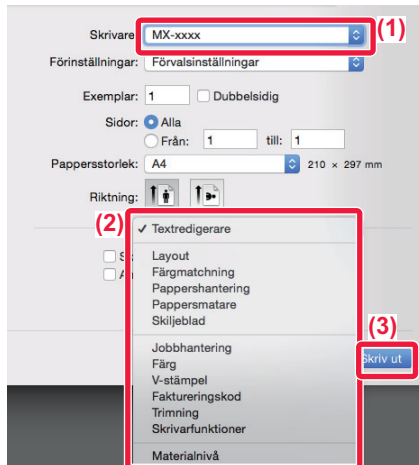 Skrivare: MX-xxxx (1)
Förinställningar: Förvalsinställningar
Exemplar: 1 Dubbelsidig
Sidor: Alla
Från: 1 till: 1
Pappersstorlek: A4 210 × 297 mm
Riktning:
(2) ✓ Textredigerare
Layout
Färgmatchning
Pappershantering
Pappersmatare
Skiljeblad
(3)
Jobbhantering
Färg
Skriv ut
V-stämpel
Faktureringskod
Trimning
Skrivarfunktioner
Materialnivå